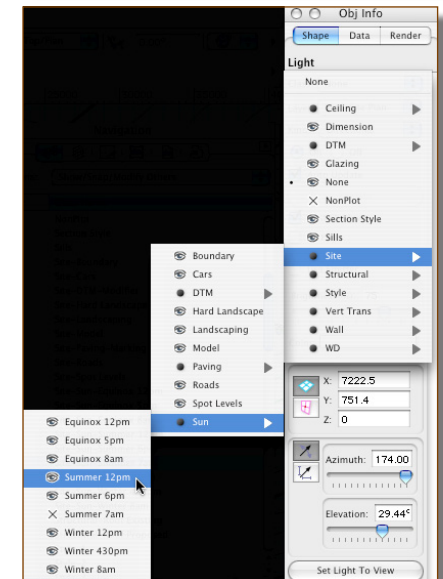 Obj Info
Shape Data Render
Light
None
Ceiling
Dimension
DTM
Glazing
None
NonPlot
Section Style
Sills
Site
Structural
Style
Vert Trans
Wall
WD
Boundary
Cars
DTM
Hard Landscape
Landscaping
Model
Paving
Roads
Spot Levels
Sun
Equinox 12pm
Equinox 5pm
Equinox 8am
Summer 12pm
Summer 6pm
Summer 7am
Winter 12pm
Winter 430pm
Winter 8am
X: 7222.5
Y: 751.4
Z: 0
Azimuth: 174.00
Elevation: 29.44°
Set Light To View